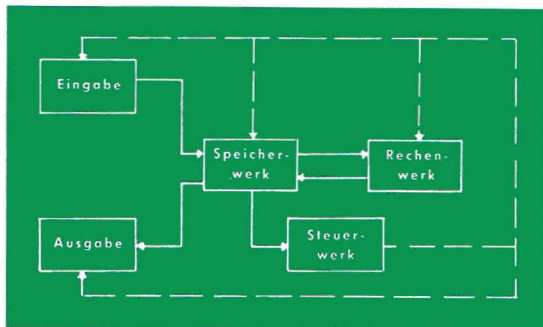 Eingabe
Speicher-
werk
Rechen-
werk
Ausgabe
Steuer-
werk